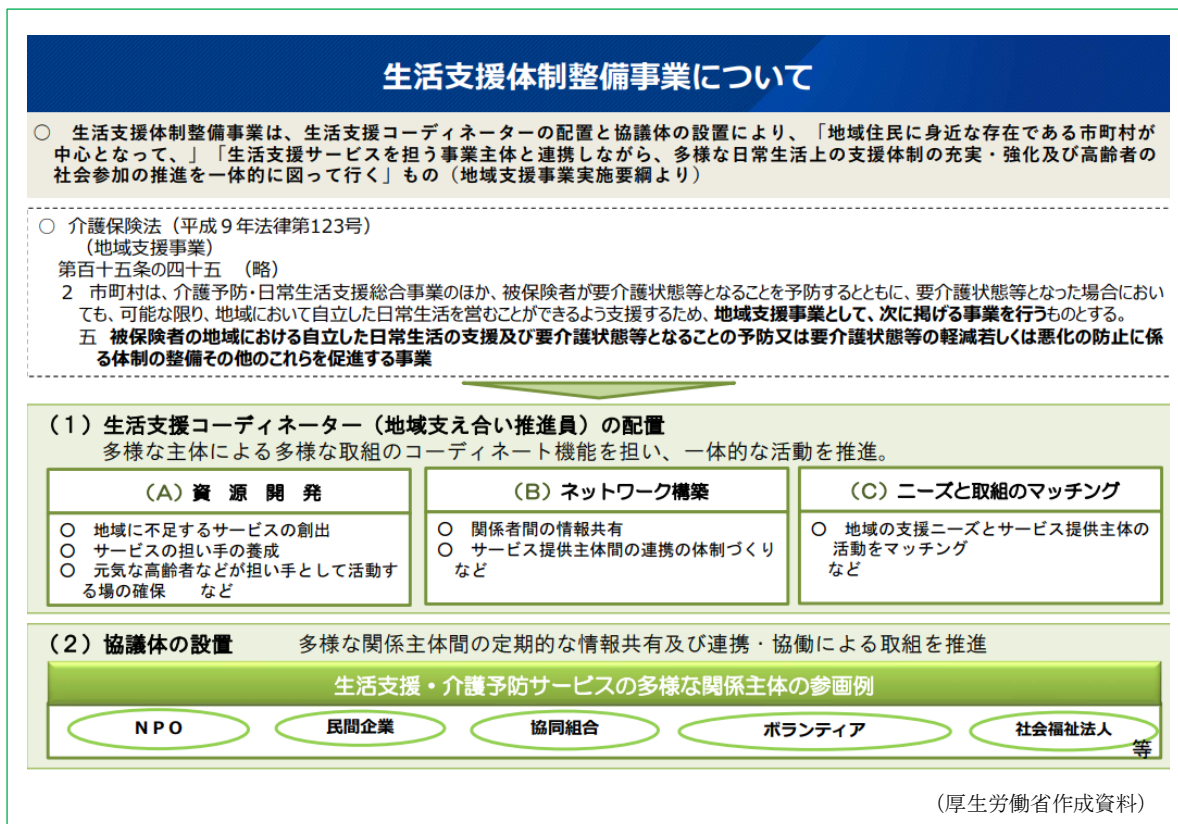 生活支援体制整備事業について
○ 生活支援体制整備事業は、生活支援コーディネーターの配置と協議体の設置により、「地域住民に身近な存在である市町村が
中心となって、」「生活支援サービスを担う事業主体と連携しながら、多様な日常生活上の支援体制の充実・強化及び高齢者の
社会参加の推進を一体的に図って行く」もの（地域支援事業実施要綱より）
○ 介護保険法（平成９年法律第123号）
（地域支援事業）
第百十五条の四十五 （略）
２ 市町村は、介護予防・日常生活支援総合事業のほか、被保険者が要介護状態等となることを予防するとともに、要介護状態等となった場合におい
ても、可能な限り、地域において自立した日常生活を営むことができるよう支援するため、地域支援事業として、次に掲げる事業を行うものとする。
五 被保険者の地域における自立した日常生活の支援及び要介護状態等となることの予防又は要介護状態等の軽減若しくは悪化の防止に係
る体制の整備その他のこれらを促進する事業
（１）生活支援コーディネーター（地域支え合い推進員）の配置
多様な主体による多様な取組のコーディネート機能を担い、一体的な活動を推進。
（A）資 源 開 発
○ 地域に不足するサービスの創出
○ サービスの担い手の養成
○ 元気な高齢者などが担い手として活動す
る場の確保 など
（B）ネットワーク構築
○ 関係者間の情報共有
○ サービス提供主体間の連携の体制づくり
など
（C）ニーズと取組のマッチング
○ 地域の支援ニーズとサービス提供主体の
活動をマッチング
など
（２）協議体の設置 多様な関係主体間の定期的な情報共有及び連携・協働による取組を推進
生活支援・介護予防サービスの多様な関係主体の参画例
ＮＰＯ 民間企業 協同組合 ボランティア 社会福祉法人
等
（厚生労働省作成資料）